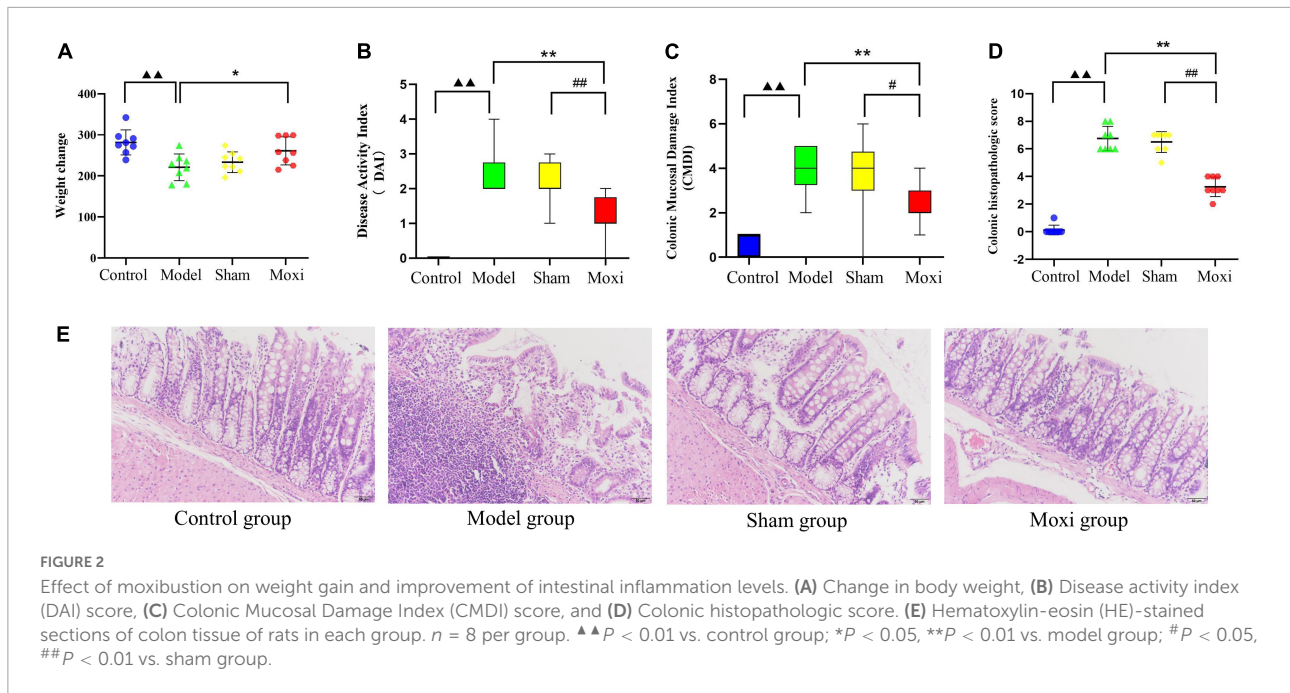 A
▲▲
*
Weight change
400
300
200
100
0
Control Model Sham Moxi
B
**
▲▲
##
Disease Activity Index
( DAI)
5
4
3
2
1
0
Control Model Sham Moxi
C
**
▲▲
#
Colonic Mucosal Damage Index
(CMDI)
8
6
4
2
0
Control Model Sham Moxi
D
**
▲▲
##
Colonic histopathologic score
10
8
6
4
2
0
-2
Control Model Sham Moxi
E
Control group
Model group
Sham group
Moxi group
FIGURE 2
Effect of moxibustion on weight gain and improvement of intestinal inflammation levels. (A) Change in body weight, (B) Disease activity index
(DAI) score, (C) Colonic Mucosal Damage Index (CMDI) score, and (D) Colonic histopathologic score. (E) Hematoxylin-eosin (HE)-stained
sections of colon tissue of rats in each group. n = 8 per group. ▲▲P < 0.01 vs. control group; *P < 0.05, **P < 0.01 vs. model group; #P < 0.05,
##P < 0.01 vs. sham group.